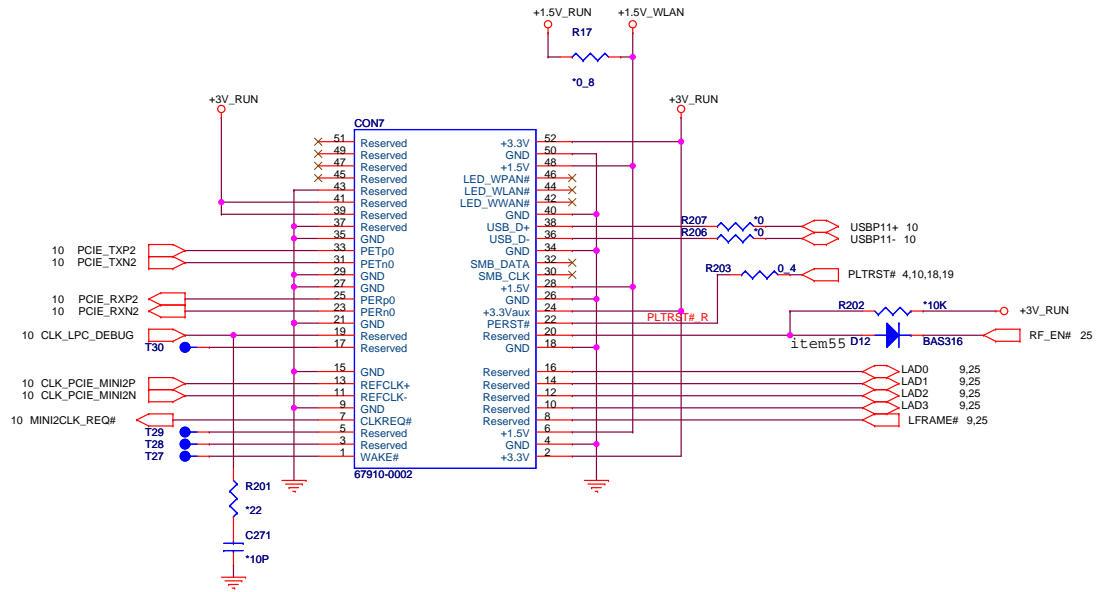 +1.5V_RUN +1.5V_WLAN
R17
*0_8
+3V_RUN +3V_RUN
CON7
51 Reserved +3.3V 52
49 Reserved GND 50
47 Reserved +1.5V 48
45 Reserved LED_WPAN# 46
43 Reserved LED_WLAN# 44
41 Reserved LED_WWAN# 42
39 Reserved GND 40
37 Reserved USB_D+ 38 R207 *0 USBP11+ 10
35 GND USB_D- 36 R206 *0 USBP11- 10
10 PCIE_TXP2 33 PETp0 GND 34
10 PCIE_TXN2 31 PETn0 SMB_DATA 32
29 GND SMB_CLK 30 R203 0_4 PLTRST# 4,10,18,19
27 GND +1.5V 28
10 PCIE_RXP2 25 PERp0 GND 26
10 PCIE_RXN2 23 PERn0 +3.3Vaux 24 R202 *10K +3V_RUN
21 GND PERST# 22 PLTRST#_R
10 CLK_LPC_DEBUG 19 Reserved Reserved 20 item55 D12 BAS316 RF_EN# 25
T30 17 Reserved GND 18
15 GND Reserved 16 LAD0 9,25
10 CLK_PCIE_MINI2P 13 REFCLK+ Reserved 14 LAD1 9,25
10 CLK_PCIE_MINI2N 11 REFCLK- Reserved 12 LAD2 9,25
9 GND Reserved 10 LAD3 9,25
10 MINI2CLK_REQ# 7 CLKREQ# Reserved 8 LFRAME# 9,25
T29 5 Reserved +1.5V 6
T28 3 Reserved GND 4
T27 1 WAKE# +3.3V 2
67910-0002
R201
*22
C271
*10P